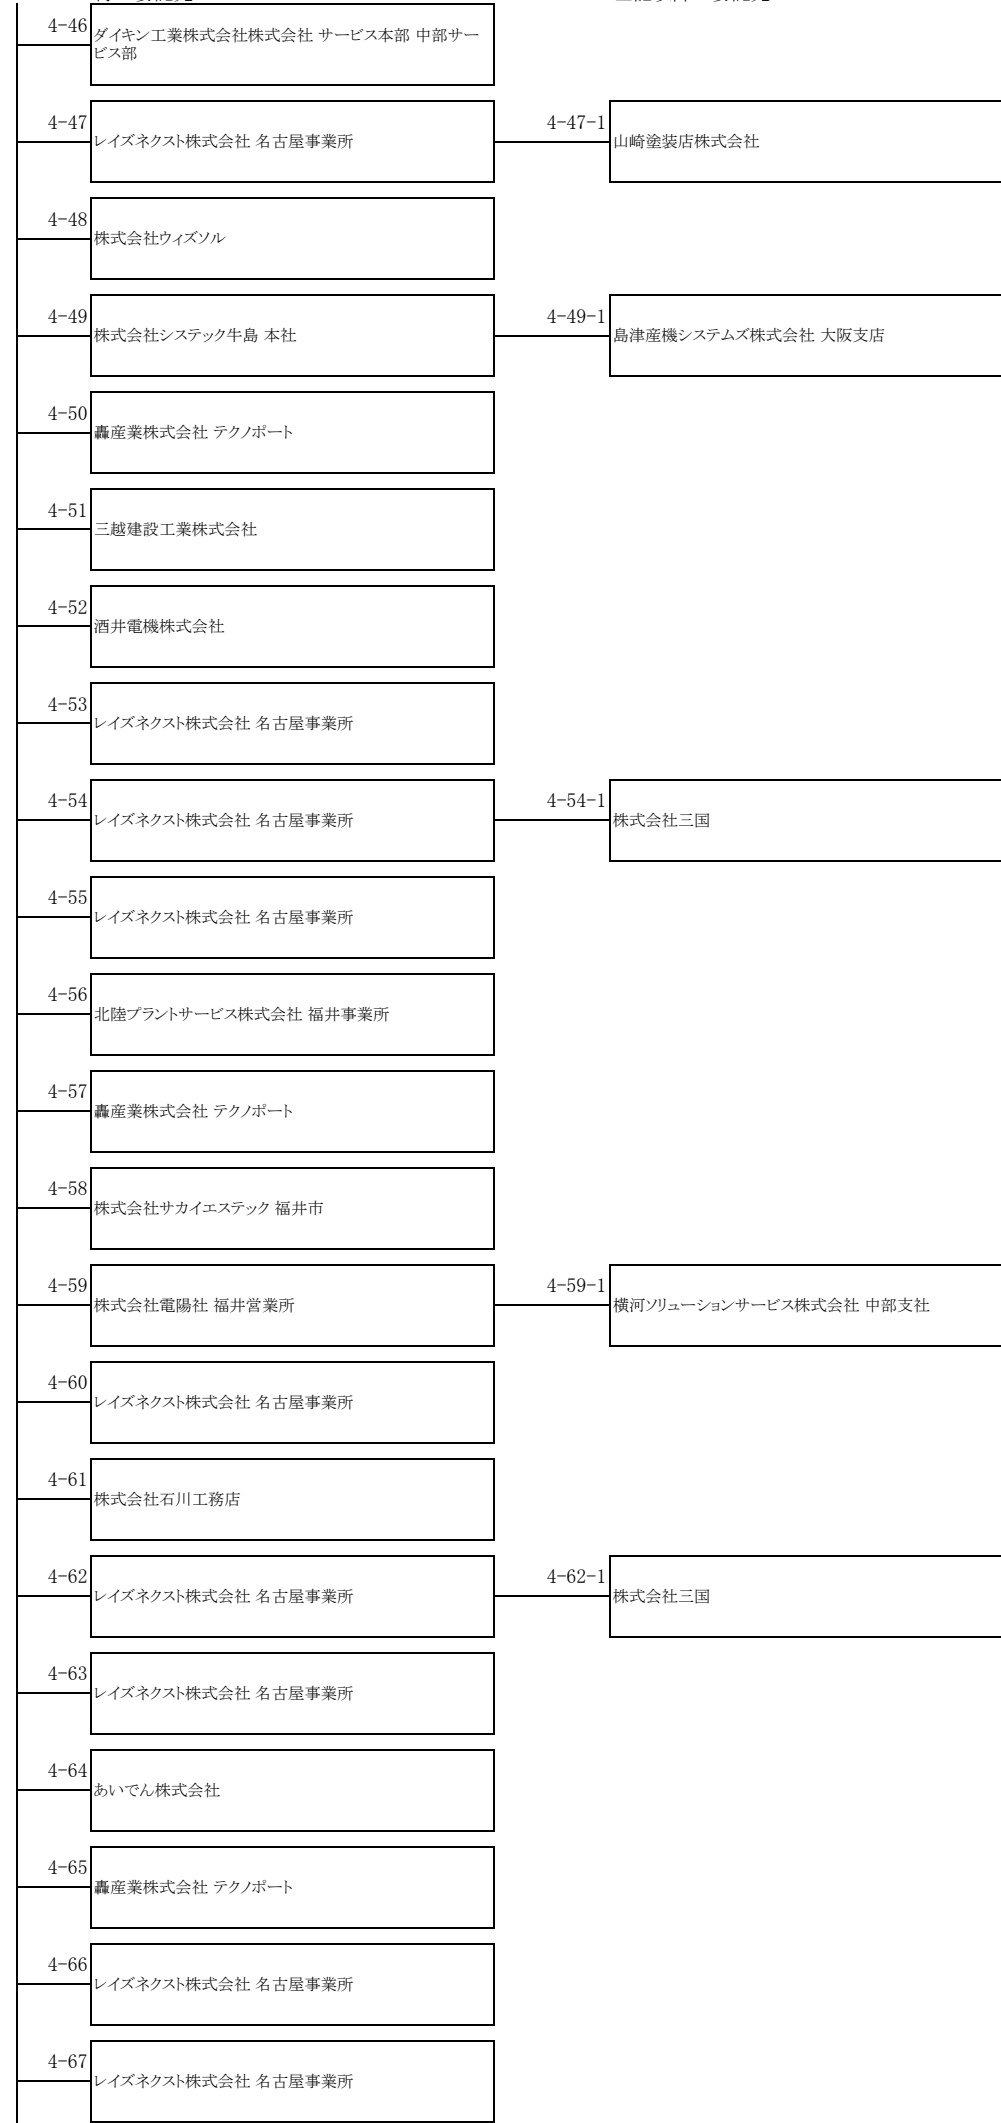 4-46
ダイキン工業株式会社株式会社 サービス本部 中部サー
ビス部
4-47
レイズネクスト株式会社 名古屋事業所
4-47-1
山崎塗装店株式会社
4-48
株式会社ウィズソル
4-49
株式会社システック牛島 本社
4-49-1
島津産機システムズ株式会社 大阪支店
4-50
轟産業株式会社 テクノポート
4-51
三越建設工業株式会社
4-52
酒井電機株式会社
4-53
レイズネクスト株式会社 名古屋事業所
4-54
レイズネクスト株式会社 名古屋事業所
4-54-1
株式会社三国
4-55
レイズネクスト株式会社 名古屋事業所
4-56
北陸プラントサービス株式会社 福井事業所
4-57
轟産業株式会社 テクノポート
4-58
株式会社サカイエステック 福井市
4-59
株式会社電陽社 福井営業所
4-59-1
横河ソリューションサービス株式会社 中部支社
4-60
レイズネクスト株式会社 名古屋事業所
4-61
株式会社石川工務店
4-62
レイズネクスト株式会社 名古屋事業所
4-62-1
株式会社三国
4-63
レイズネクスト株式会社 名古屋事業所
4-64
あいでん株式会社
4-65
轟産業株式会社 テクノポート
4-66
レイズネクスト株式会社 名古屋事業所
4-67
レイズネクスト株式会社 名古屋事業所